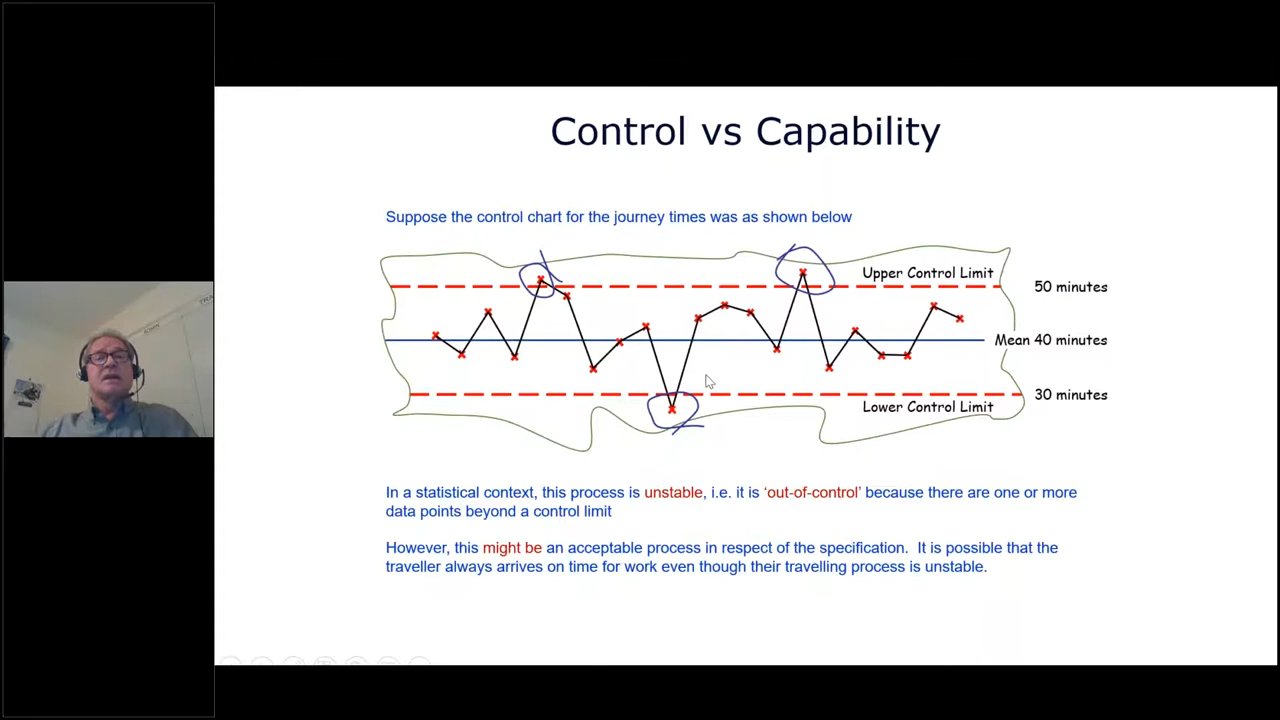 Control vs Capability
Suppose the control chart for the journey times was as shown below
Upper Control Limit
50 minutes
Mean 40 minutes
30 minutes
Lower Control Limit
In a statistical context, this process is unstable, i.e. it is ‘out-of-control’ because there are one or more
data points beyond a control limit
However, this might be an acceptable process in respect of the specification.  It is possible that the
traveller always arrives on time for work even though their travelling process is unstable.